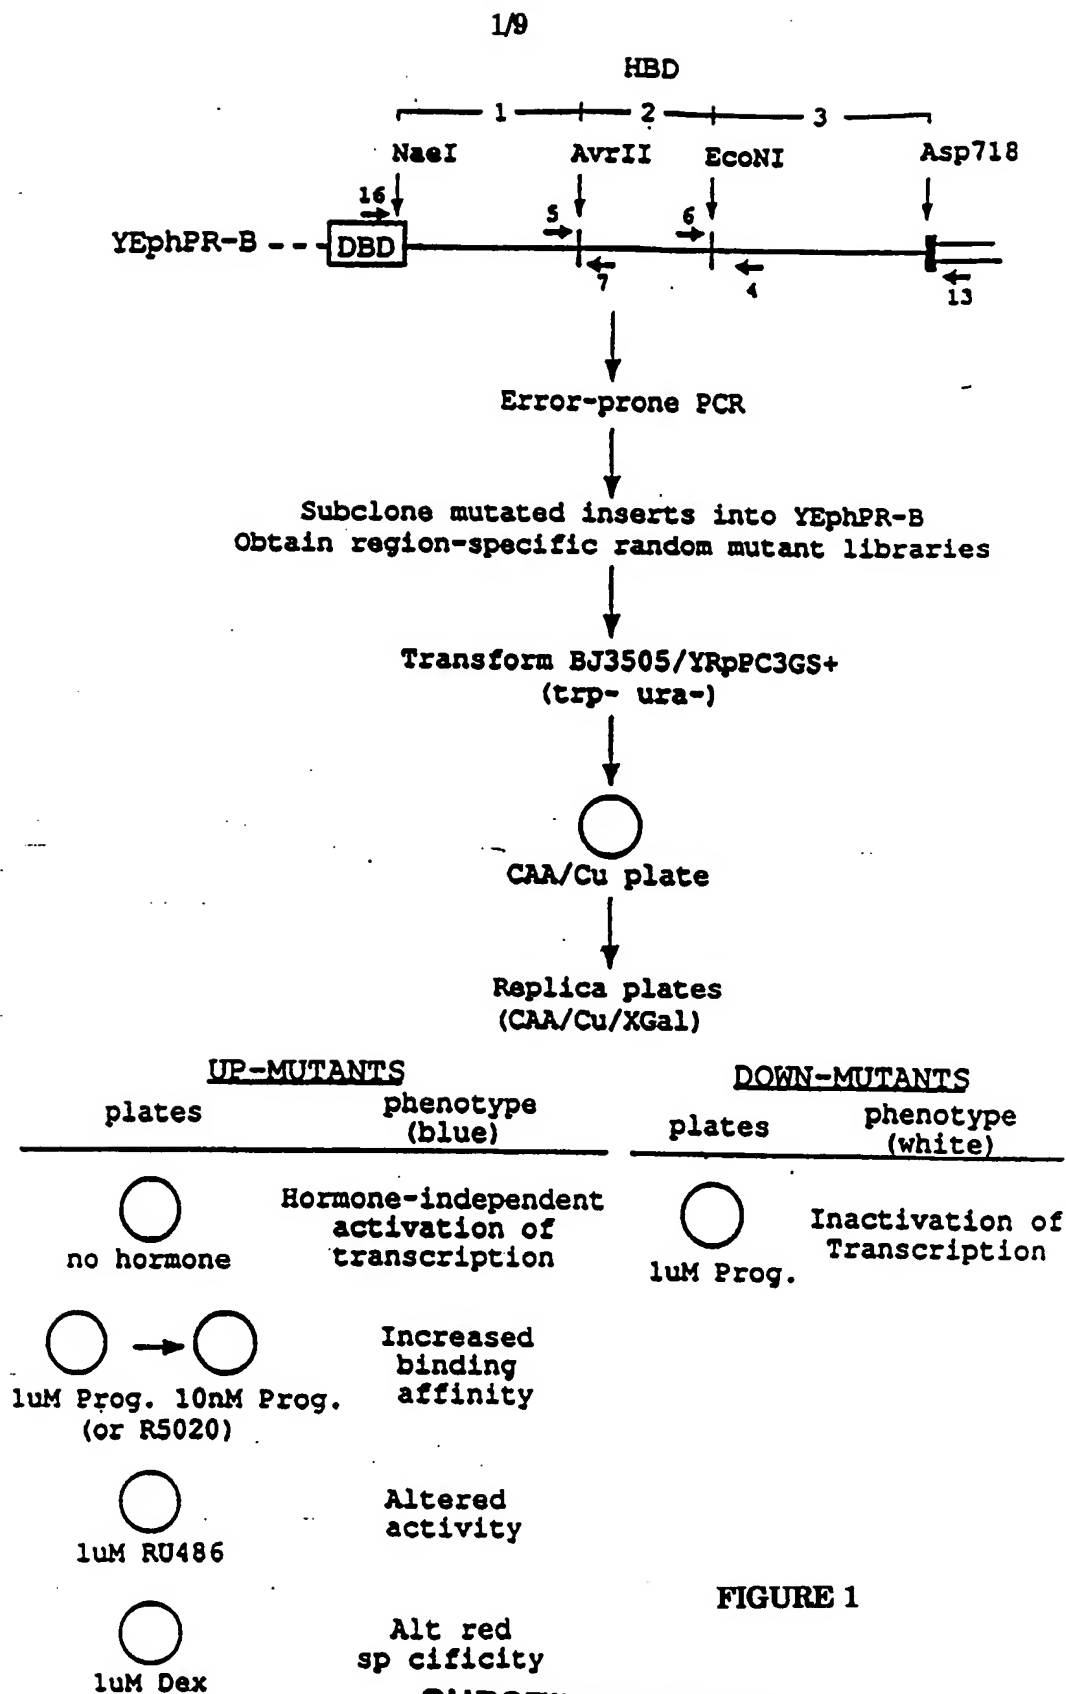 1/9
HBD
1 2 3
NaeI AvrII EcoNI Asp718
16 5 6
YEphPR-B DBD
7 4 13
Error-prone PCR
Subclone mutated inserts into YEphPR-B
Obtain region-specific random mutant libraries
Transform BJ3505/YRpPC3GS+
(trp- ura-)
CAA/Cu plate
Replica plates
(CAA/Cu/XGal)
UP-MUTANTS
plates phenotype
(blue)
no hormone
Hormone-independent
activation of
transcription
1uM Prog. 10nM Prog.
(or R5020)
Increased
binding
affinity
1uM RU486
Altered
activity
1uM Dex
Alt red
sp cificity
DOWN-MUTANTS
plates phenotype
(white)
1uM Prog.
Inactivation of
Transcription
FIGURE 1